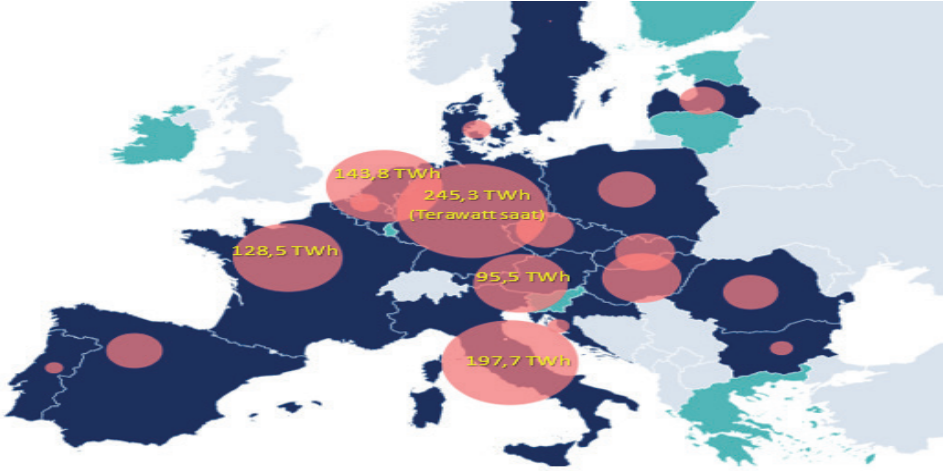 143,8 TWh
245,3 TWh
(Terawatt saat)
128,5 TWh
95,5 TWh
197,7 TWh